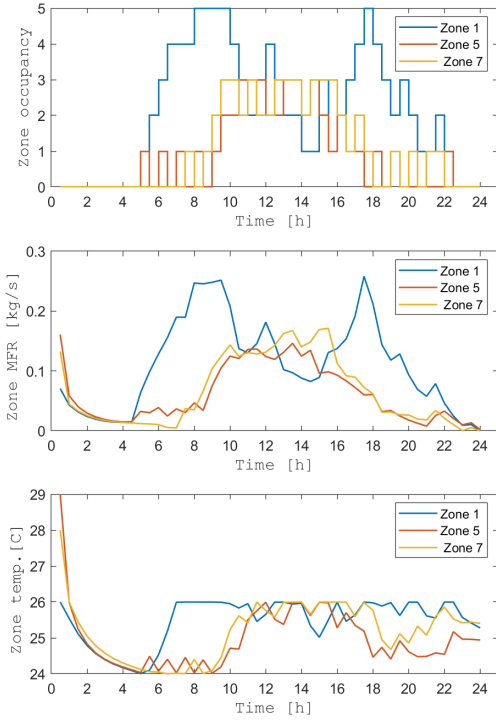 5
4
3
2
1
0
Zone occupancy
Zone 1
Zone 5
Zone 7
0 2 4 6 8 10 12 14 16 18 20 22 24
Time [h]
0.3
0.2
0.1
0
Zone MFR [kg/s]
Zone 1
Zone 5
Zone 7
0 2 4 6 8 10 12 14 16 18 20 22 24
Time [h]
29
28
27
26
25
24
Zone temp.[C]
Zone 1
Zone 5
Zone 7
0 2 4 6 8 10 12 14 16 18 20 22 24
Time [h]